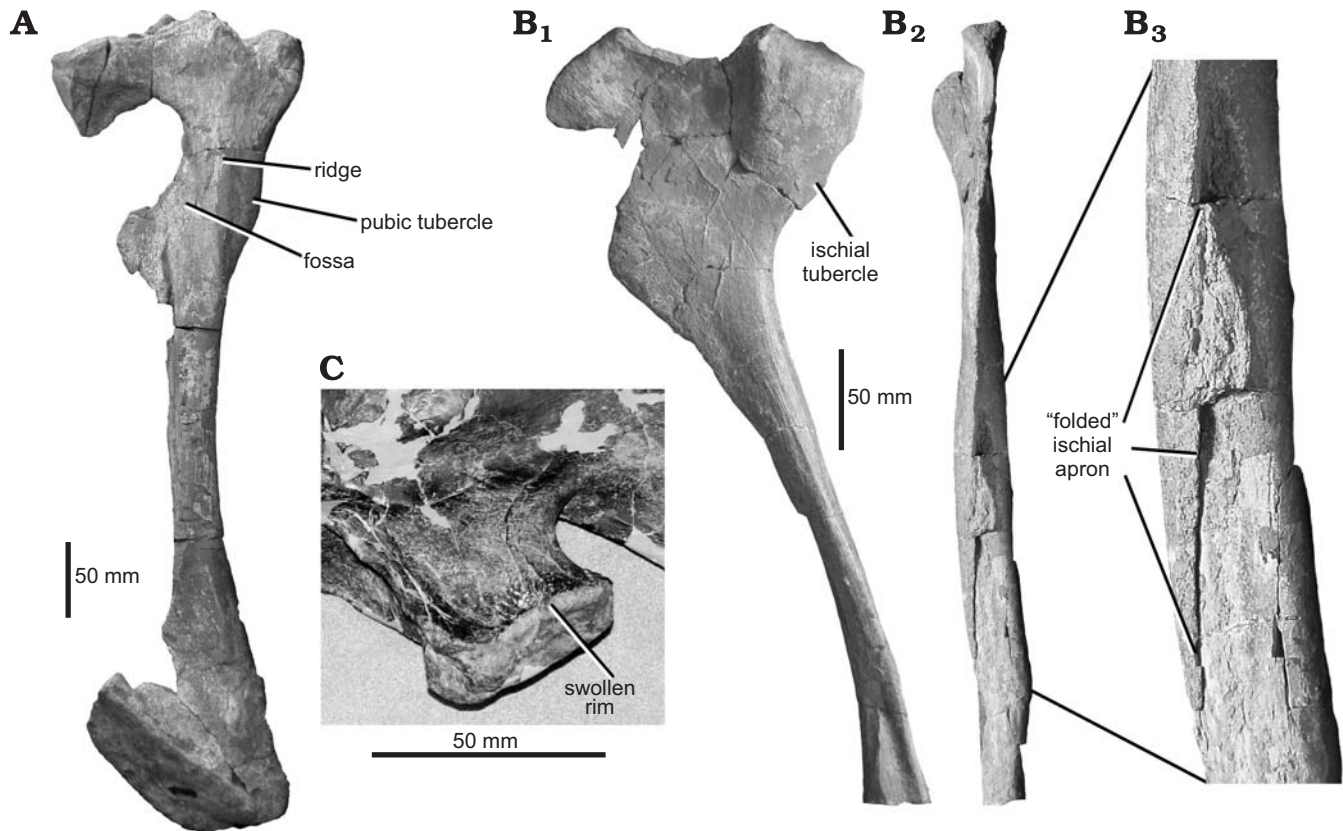 A
B1
B2
B3
ridge
pubic tubercle
fossa
ischial
tubercle
50 mm
C
50 mm
"folded"
ischial
apron
swollen
rim
50 mm